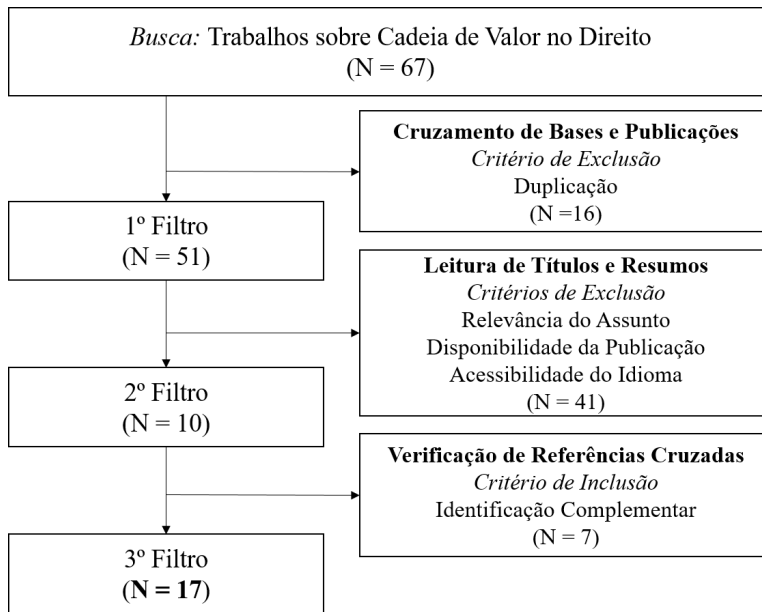 Busca: Trabalhos sobre Cadeia de Valor no Direito
(N = 67)
Cruzamento de Bases e Publicações
Critério de Exclusão
Duplicação
(N =16)
1º Filtro
(N = 51)
Leitura de Títulos e Resumos
Critérios de Exclusão
Relevância do Assunto
Disponibilidade da Publicação
Acessibilidade do Idioma
(N = 41)
2º Filtro
(N = 10)
Verificação de Referências Cruzadas
Critério de Inclusão
Identificação Complementar
(N = 7)
3º Filtro
(N = 17)